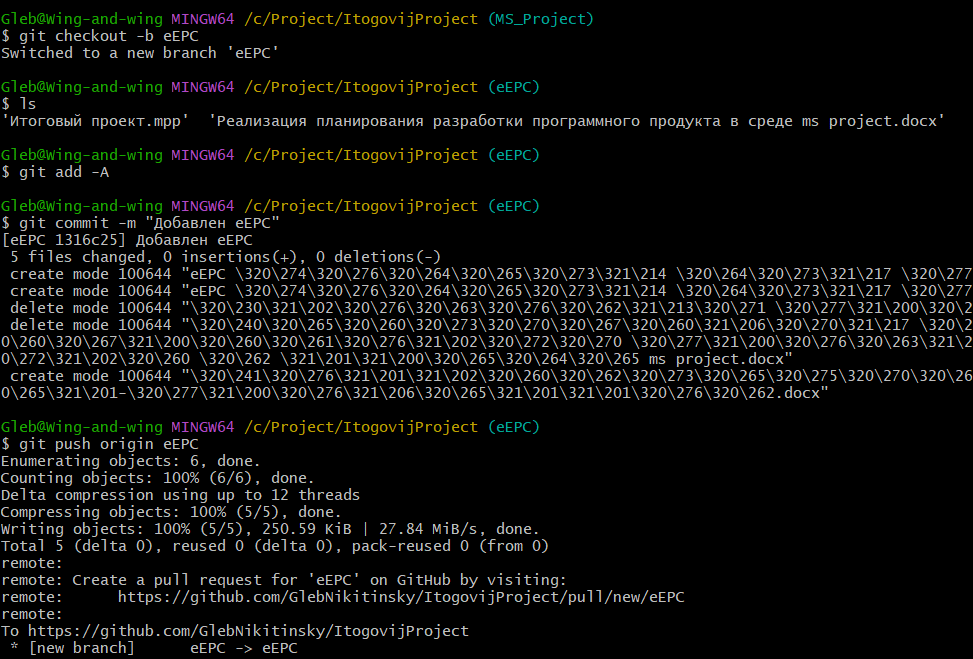 Gleb@Wing-and-wing MINGW64 /c/Project/ItogovijProject (MS_Project)
$ git checkout -b eEPC
Switched to a new branch 'eEPC'
Gleb@Wing-and-wing MINGW64 /c/Project/ItogovijProject (eEPC)
$ ls
'Итоговый проект.mpp'  'Реализация планирования разработки программного продукта в среде ms project.docx'
Gleb@Wing-and-wing MINGW64 /c/Project/ItogovijProject (eEPC)
$ git add -A
Gleb@Wing-and-wing MINGW64 /c/Project/ItogovijProject (eEPC)
$ git commit -m "Добавлен eEPC"
[eEPC 1316c25] Добавлен eEPC
 5 files changed, 0 insertions(+), 0 deletions(-)
 create mode 100644 "eEPC \320\274\320\276\320\264\320\265\320\273\321\214 \320\264\320\273\321\217 \320\277
 create mode 100644 "eEPC \320\274\320\276\320\264\320\265\320\273\321\214 \320\264\320\273\321\217 \320\277
 delete mode 100644 "\320\230\321\202\320\276\320\263\320\276\320\262\321\213\320\271 \320\277\321\200\320\2
 delete mode 100644 "\320\240\320\265\320\260\320\273\320\270\320\267\320\260\321\206\320\270\321\217 \320\2
0\260\320\267\321\200\320\260\320\261\320\276\321\202\320\272\320\270 \320\277\321\200\320\276\320\263\321\2
0\272\321\202\320\260 \320\262 \321\201\321\200\320\265\320\264\320\265 ms project.docx"
 create mode 100644 "\320\241\320\276\321\201\321\202\320\260\320\262\320\273\320\265\320\275\320\270\320\26
0\265\321\201-\320\277\321\200\320\276\321\206\320\265\321\201\321\201\320\276\320\262.docx"
Gleb@Wing-and-wing MINGW64 /c/Project/ItogovijProject (eEPC)
$ git push origin eEPC
Enumerating objects: 6, done.
Counting objects: 100% (6/6), done.
Delta compression using up to 12 threads
Compressing objects: 100% (5/5), done.
Writing objects: 100% (5/5), 250.59 KiB | 27.84 MiB/s, done.
Total 5 (delta 0), reused 0 (delta 0), pack-reused 0 (from 0)
remote:
remote: Create a pull request for 'eEPC' on GitHub by visiting:
remote:      https://github.com/GlebNikitinsky/ItogovijProject/pull/new/eEPC
remote:
To https://github.com/GlebNikitinsky/ItogovijProject
 * [new branch]      eEPC -> eEPC